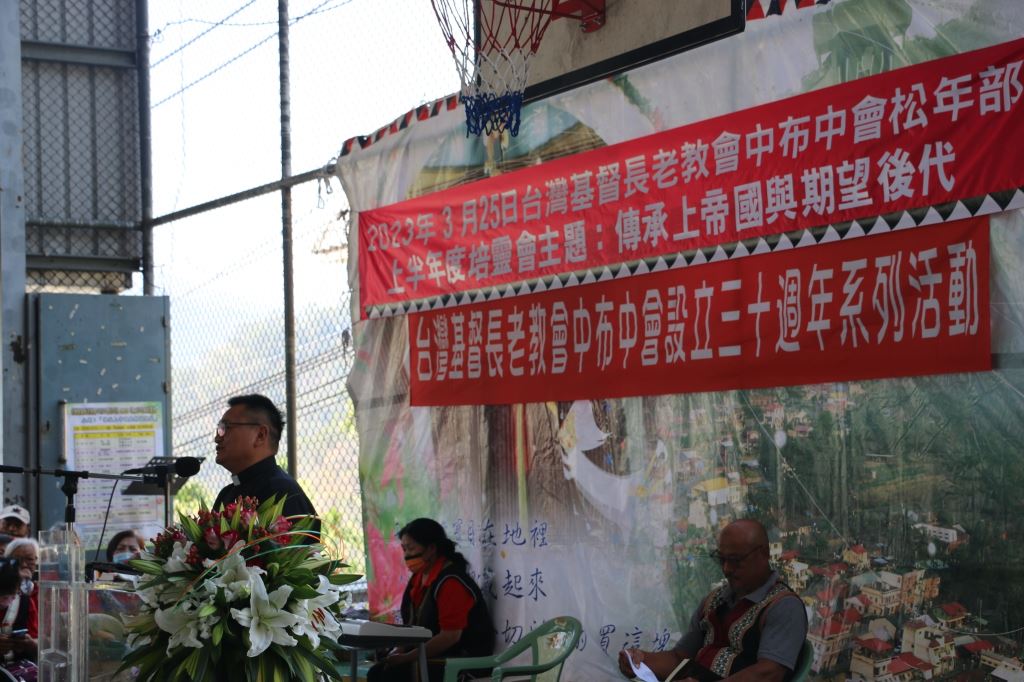 2023年3月25日台灣基督長老教會中布中會松年部
上半年度培靈會主題：傳承上帝國與期望後代
台灣基督長老教會中布中會設立三十週年系列活動
在地裡
起來
買這塊